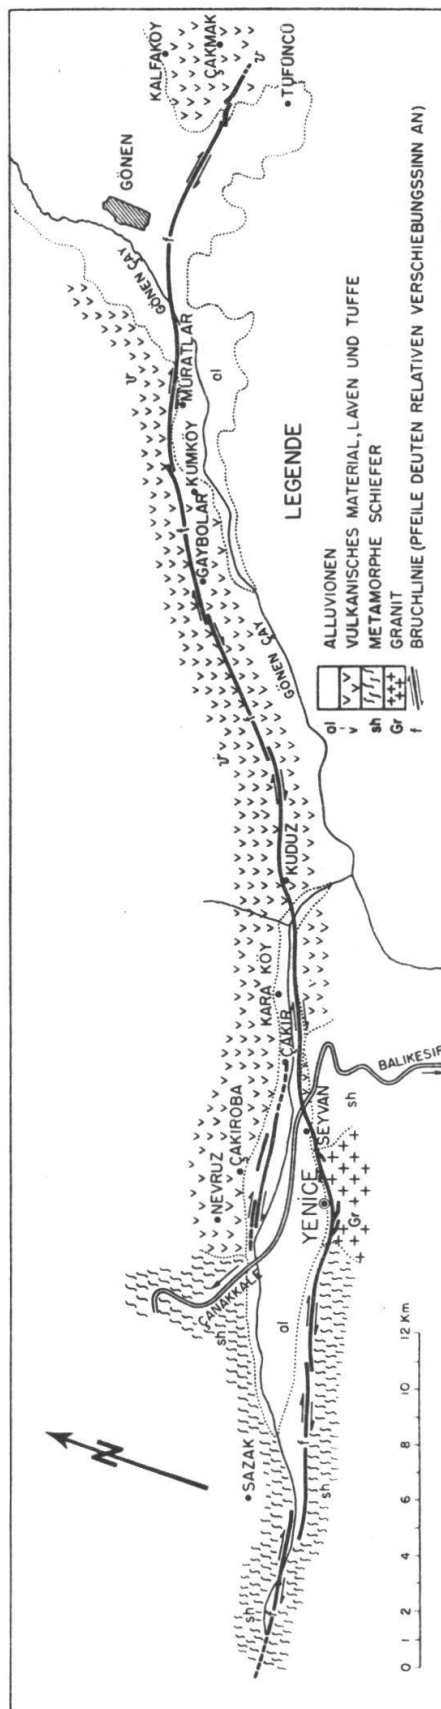 KALFAKÖY
ÇAKMAK
v
TÜFÜNCÜ
GÖNEN
f
GÖNEN ÇAY
v
MURATLAR
al
KUMKÖY
GAYBOLAR
f
GÖNEN ÇAY
v
f
KUDUZ
KARA KÖY
ÇAKIR
BALIKESIR
sh
SEYVAN
ÇAKIROBA
NEVRUZ
YENİCE
Gr
ÇANAKKALE
sh
al
N
SAZAK
f
sh
sh
f
LEGENDE
al ALLUVIONEN
v VULKANISCHES MATERIAL, LAVEN UND TUFFE
sh METAMORPHE SCHIEFER
Gr GRANIT
f BRUCHLINIE (PFEILE DEUTEN RELATIVEN VERSCHIEBUNGSSINN AN)
0 1 2 4 6 8 10 12 Km